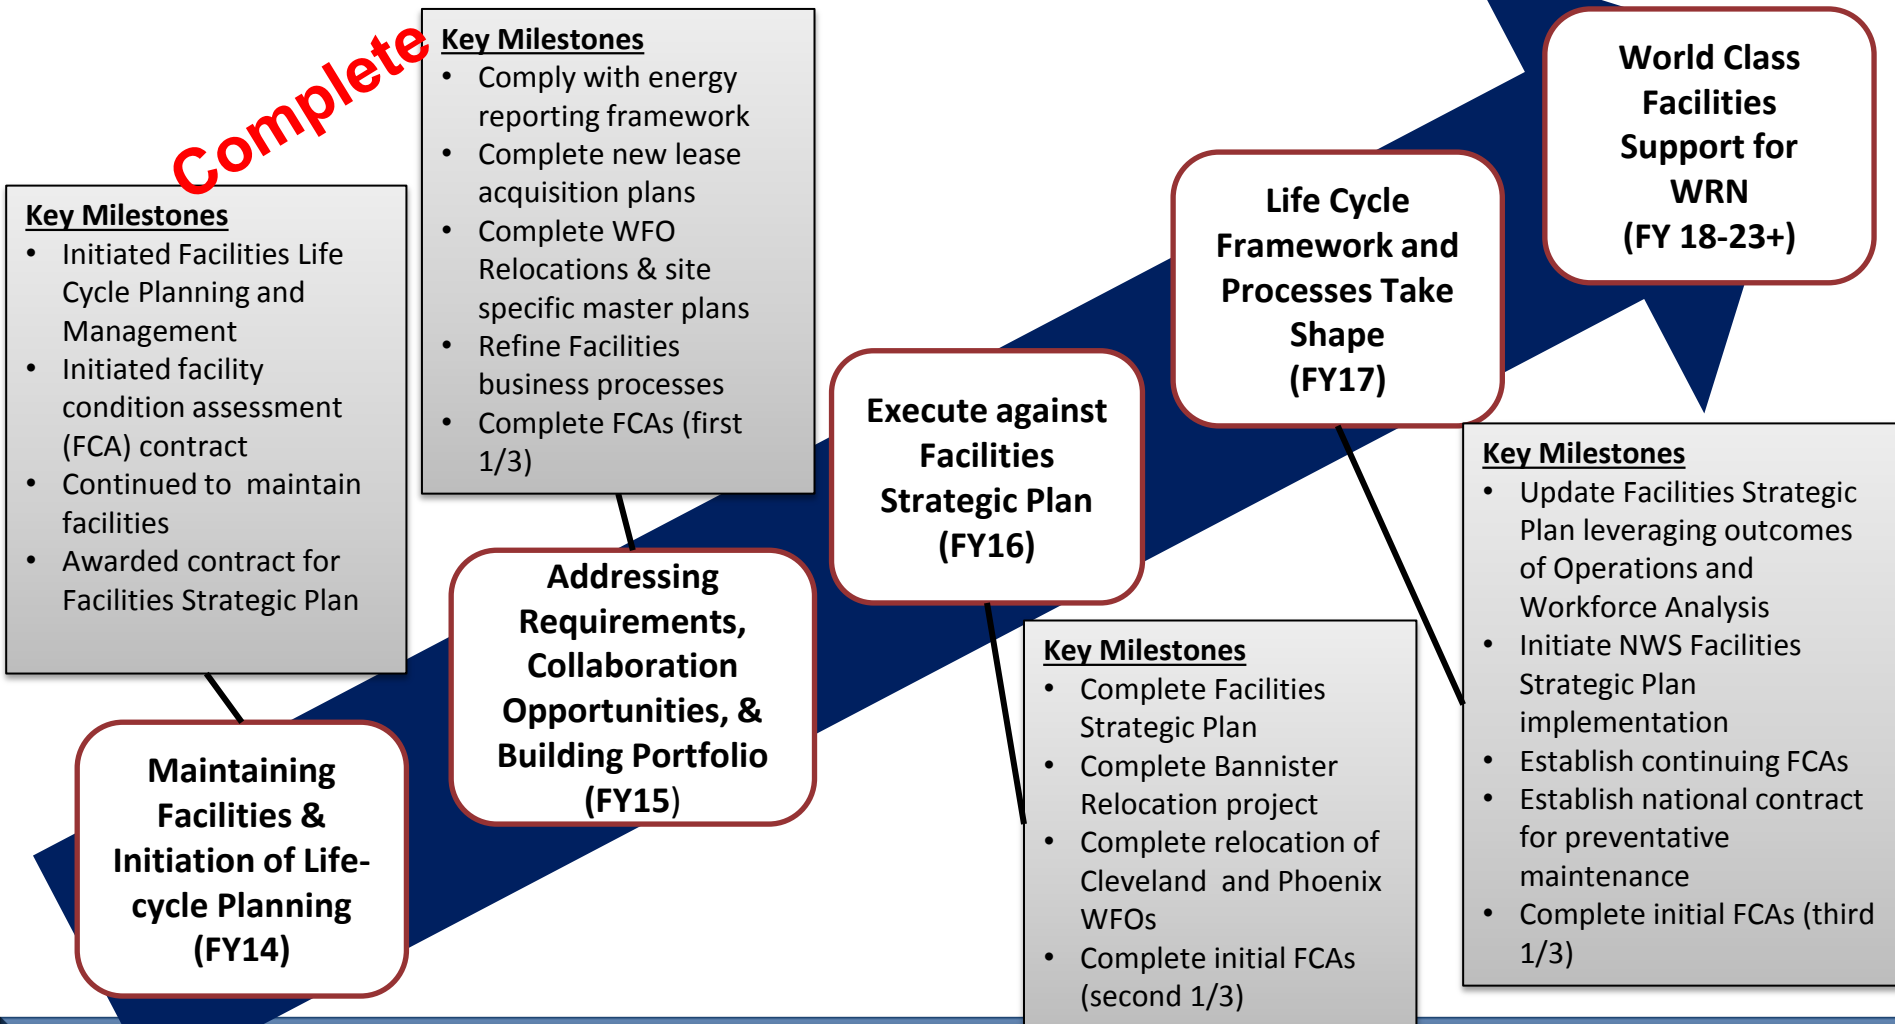 Complete
Key Milestones
• Initiated Facilities Life
Cycle Planning and
Management
• Initiated facility
condition assessment
(FCA) contract
• Continued to  maintain
facilities
• Awarded contract for
Facilities Strategic Plan
Maintaining
Facilities &
Initiation of Life-
cycle Planning
(FY14)
Key Milestones
• Comply with energy
reporting framework
• Complete new lease
acquisition plans
• Complete WFO
Relocations & site
specific master plans
• Refine Facilities
business processes
• Complete FCAs (first
1/3)
Addressing
Requirements,
Collaboration
Opportunities, &
Building Portfolio
(FY15)
Execute against
Facilities
Strategic Plan
(FY16)
Key Milestones
• Complete Facilities
Strategic Plan
• Complete Bannister
Relocation project
• Complete relocation of
Cleveland  and Phoenix
WFOs
• Complete initial FCAs
(second 1/3)
Life Cycle
Framework and
Processes Take
Shape
(FY17)
Key Milestones
• Update Facilities Strategic
Plan leveraging outcomes
of Operations and
Workforce Analysis
• Initiate NWS Facilities
Strategic Plan
implementation
• Establish continuing FCAs
• Establish national contract
for preventative
maintenance
• Complete initial FCAs (third
1/3)
World Class
Facilities
Support for
WRN
(FY 18-23+)